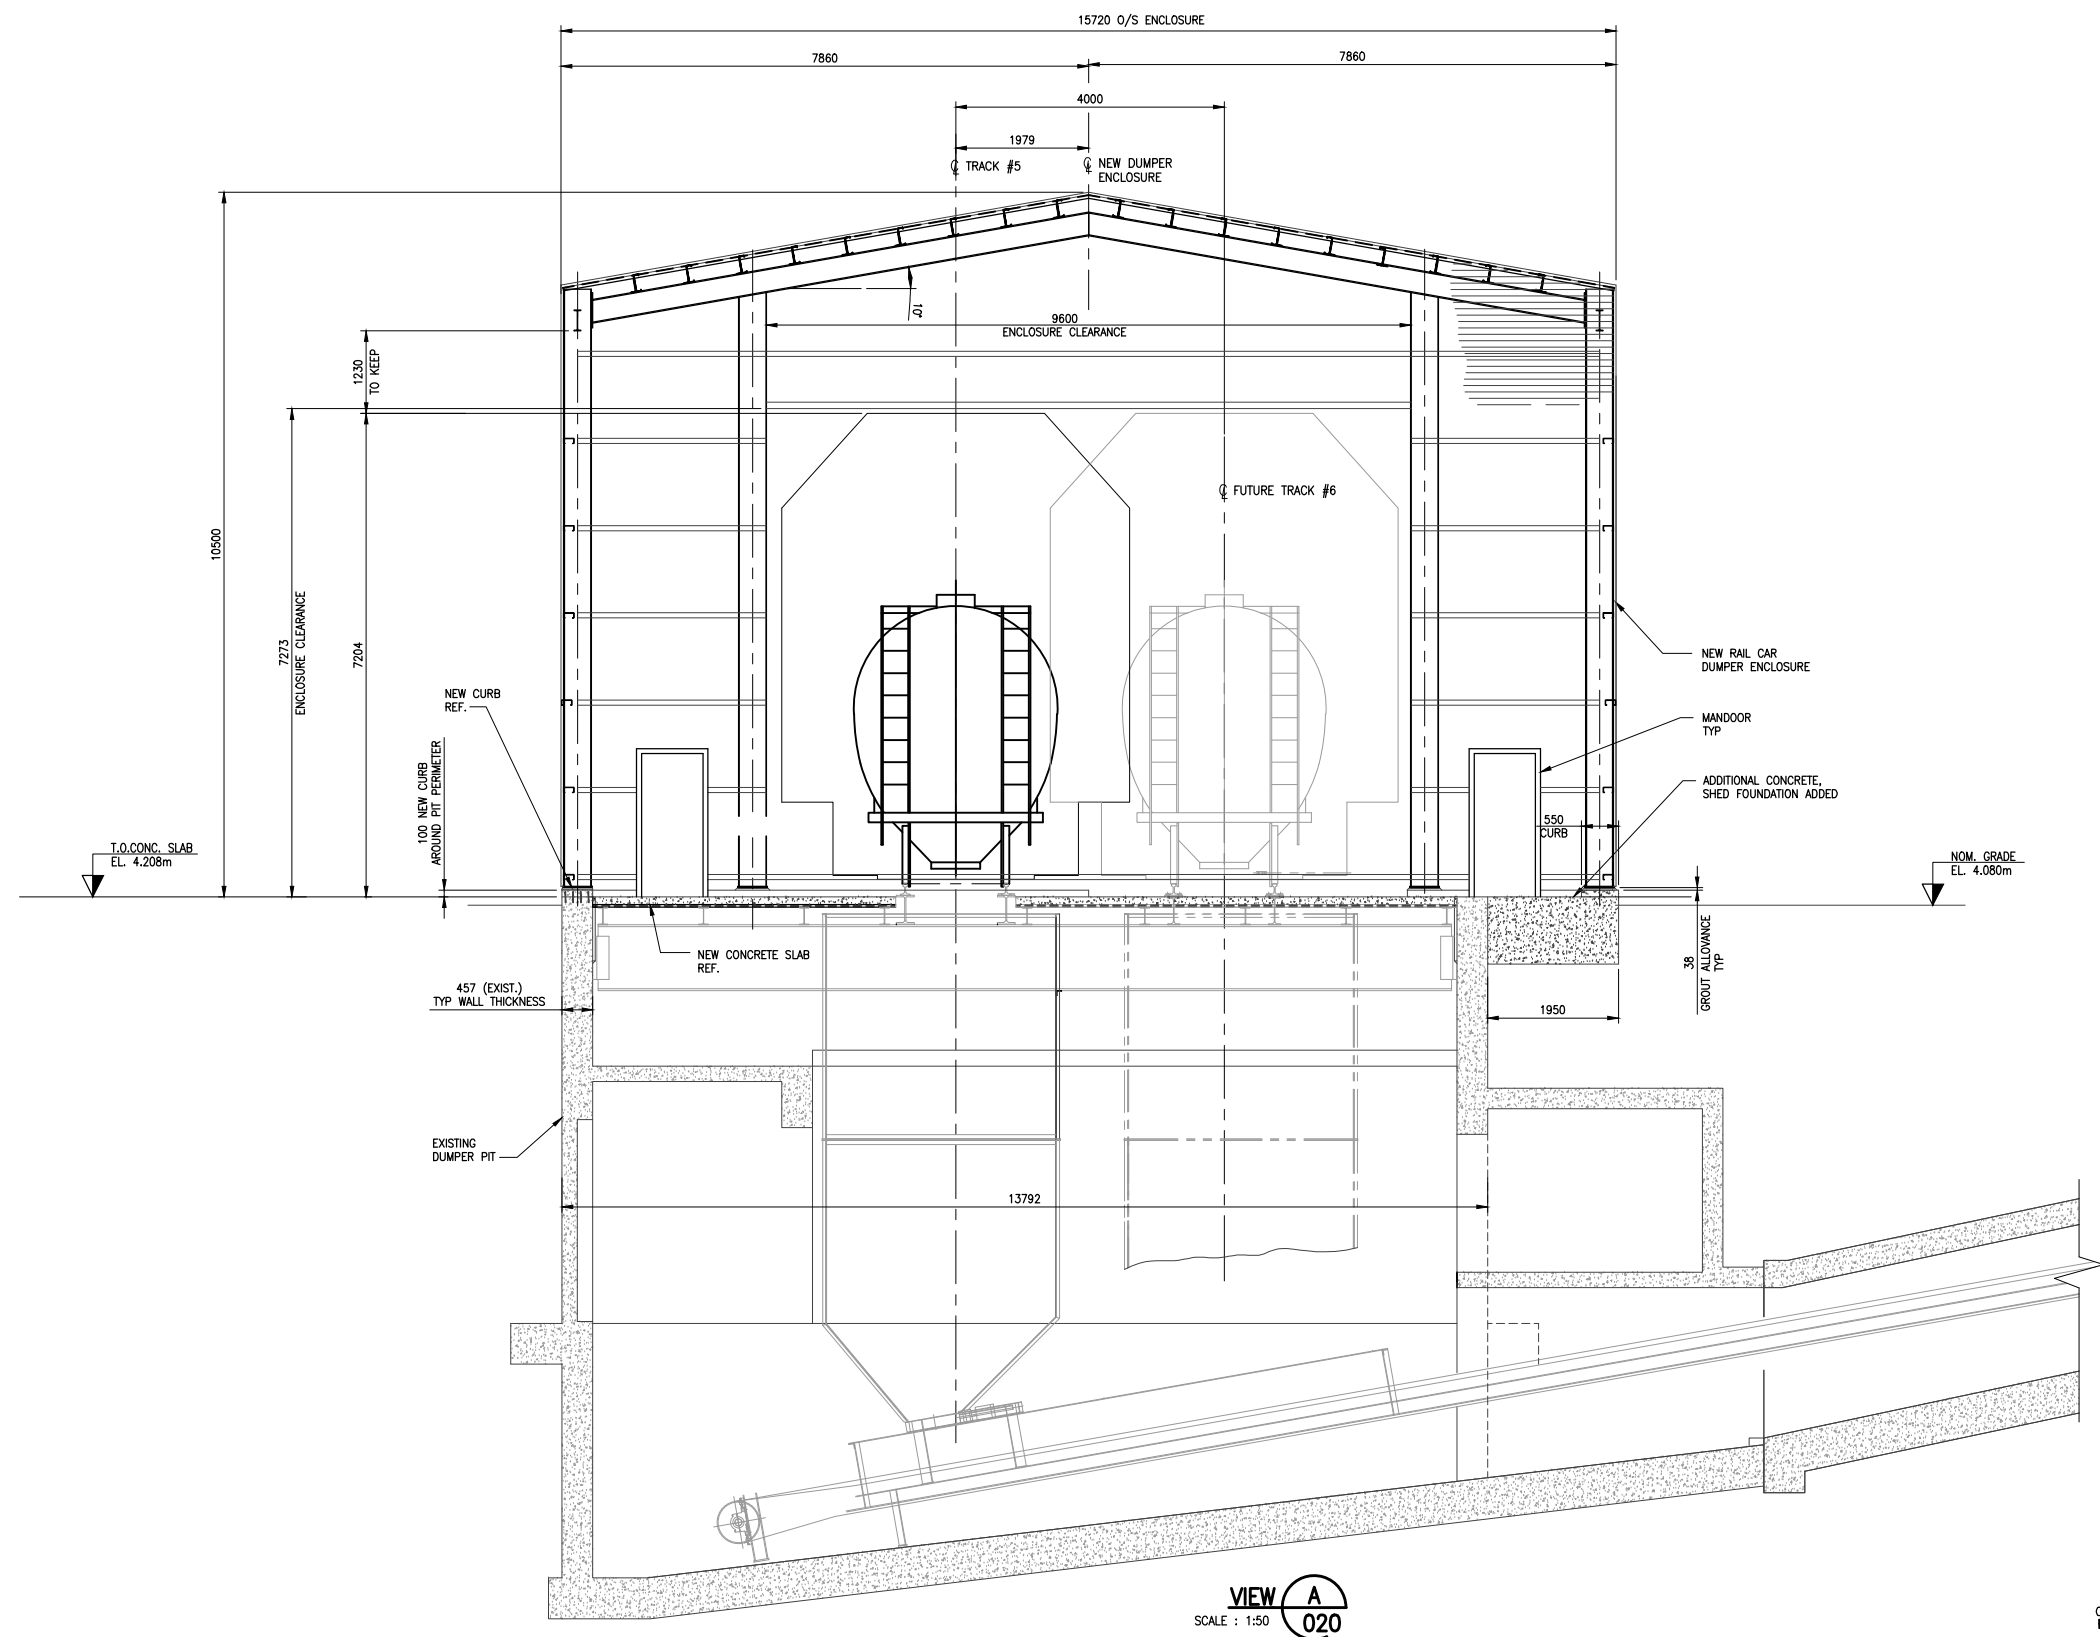 15720 O/S ENCLOSURE
7860
7860
4000
1979
℄ TRACK #5
℄ NEW DUMPER
ENCLOSURE
10°
9600
ENCLOSURE CLEARANCE
1230
TO KEEP
℄ FUTURE TRACK #6
10500
7273
ENCLOSURE CLEARANCE
7204
NEW RAIL CAR
DUMPER ENCLOSURE
NEW CURB
REF.
MANDOOR
TYP
100 NEW CURB
AROUND PIT PERIMETER
ADDITIONAL CONCRETE,
SHED FOUNDATION ADDED
550
CURB
T.O.CONC. SLAB
EL. 4.208m
NOM. GRADE
EL. 4.080m
NEW CONCRETE SLAB
REF.
38
GROUT ALLOVANCE
TYP
457 (EXIST.)
TYP WALL THICKNESS
1950
EXISTING
DUMPER PIT
13792
VIEW A
SCALE : 1:50 020